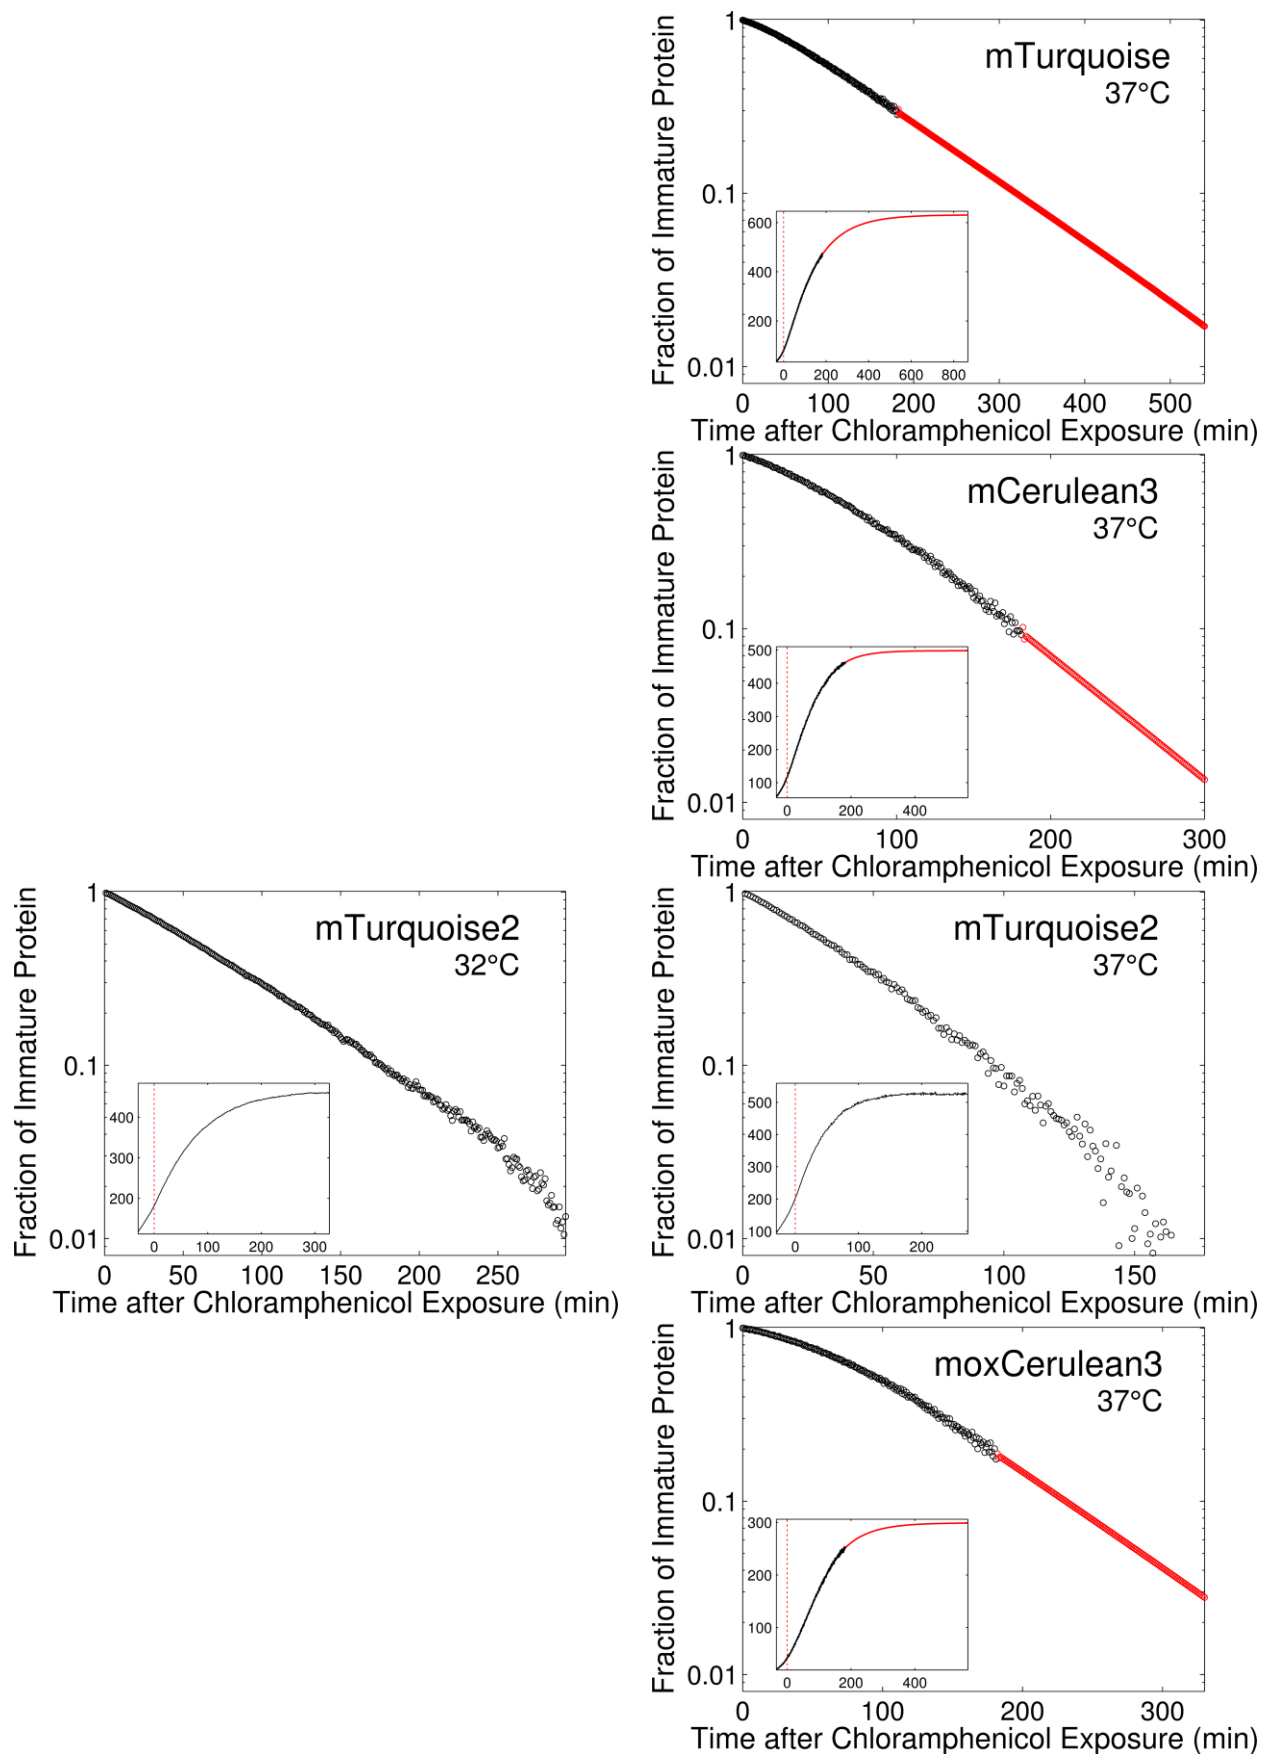 Fraction of Immature Protein
1
0.1
0.01
mTurquoise
37°C
600
400
200
0 200 400 600 800
0 100 200 300 400 500
Time after Chloramphenicol Exposure (min)
Fraction of Immature Protein
1
0.1
0.01
mCerulean3
37°C
500
400
300
200
100
0 200 400
0 100 200 300
Time after Chloramphenicol Exposure (min)
Fraction of Immature Protein
1
0.1
0.01
mTurquoise2
32°C
400
300
200
0 100 200 300
0 50 100 150 200 250
Time after Chloramphenicol Exposure (min)
Fraction of Immature Protein
1
0.1
0.01
mTurquoise2
37°C
500
400
300
200
100
0 100 200
0 50 100 150
Time after Chloramphenicol Exposure (min)
Fraction of Immature Protein
1
0.1
0.01
moxCerulean3
37°C
300
200
100
0 200 400
0 100 200 300
Time after Chloramphenicol Exposure (min)